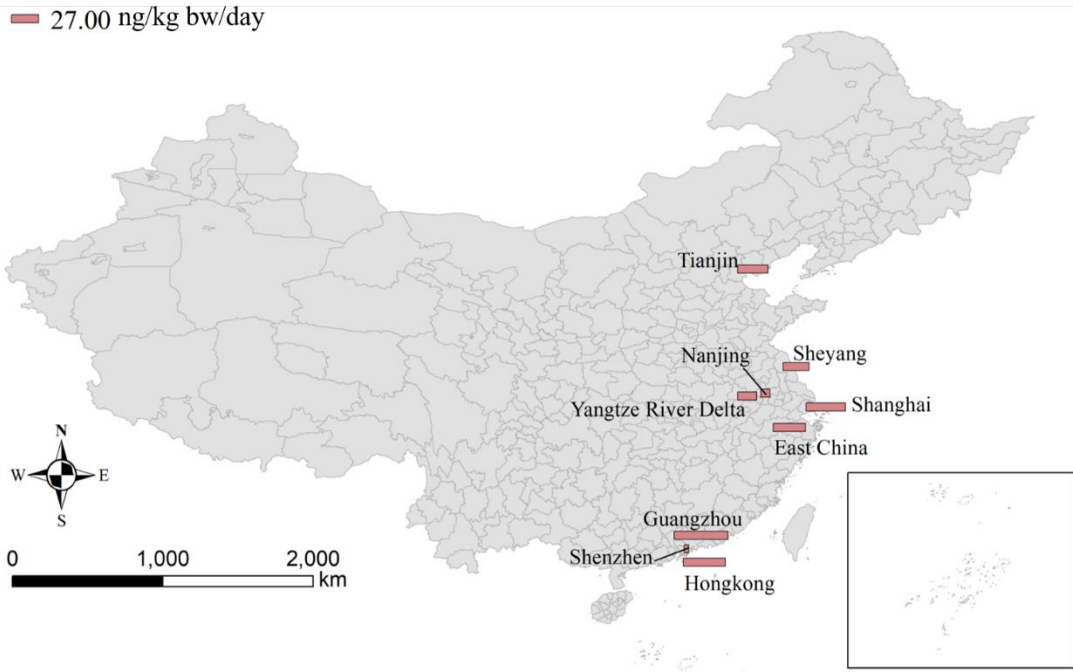 27.00 ng/kg bw/day
Tianjin
Nanjing
Sheyang
Yangtze River Delta
Shanghai
East China
N
W
E
S
Guangzhou
Shenzhen
Hongkong
0
1,000
2,000
km